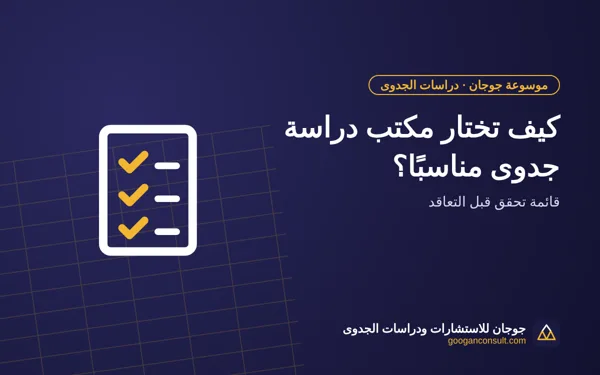 موسوعة جوجان · دراسات الجدوى
كيف تختار مكتب دراسة
جدوى مناسبًا؟
قائمة تحقق قبل التعاقد
جوجان للاستشارات ودراسات الجدوى
googanconsult.com